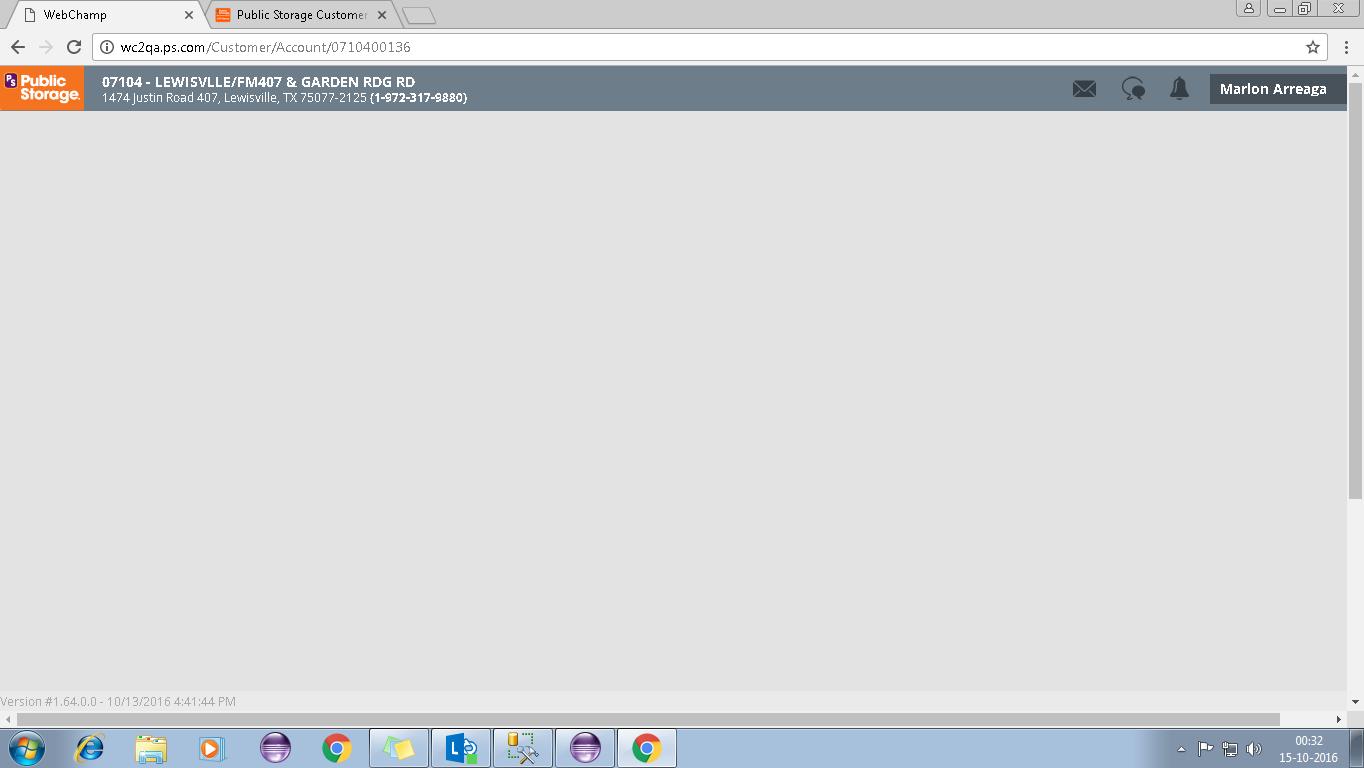 WebChamp
Public Storage Customer
wc2qa.ps.com/Customer/Account/0710400136
PS Public Storage.
07104 - LEWISVLLE/FM407 & GARDEN RDG RD
1474 Justin Road 407, Lewisville, TX 75077-2125 (1-972-317-9880)
Marlon Arreaga
Version #1.64.0.0 - 10/13/2016 4:41:44 PM
00:32
15-10-2016